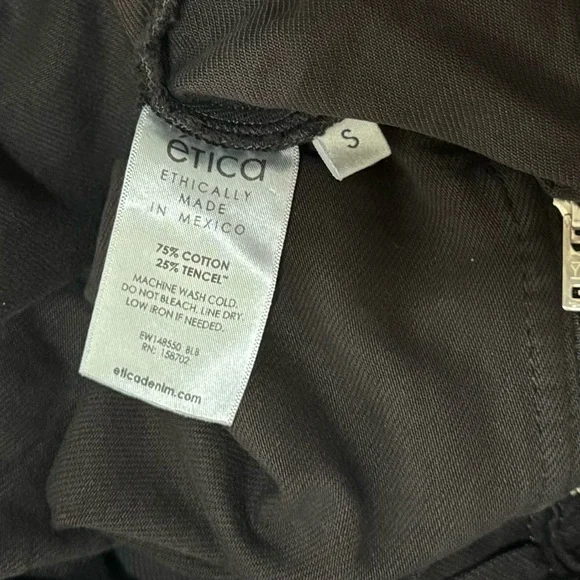 etica
ETHICALLY
MADE
IN MEXICO
75% COTTON
25% TENCEL™
MACHINE WASH COLD.
DO NOT BLEACH. LINE DRY.
LOW IRON IF NEEDED.
EW148550 BLB
RN: 158702
eticadenim.com
S